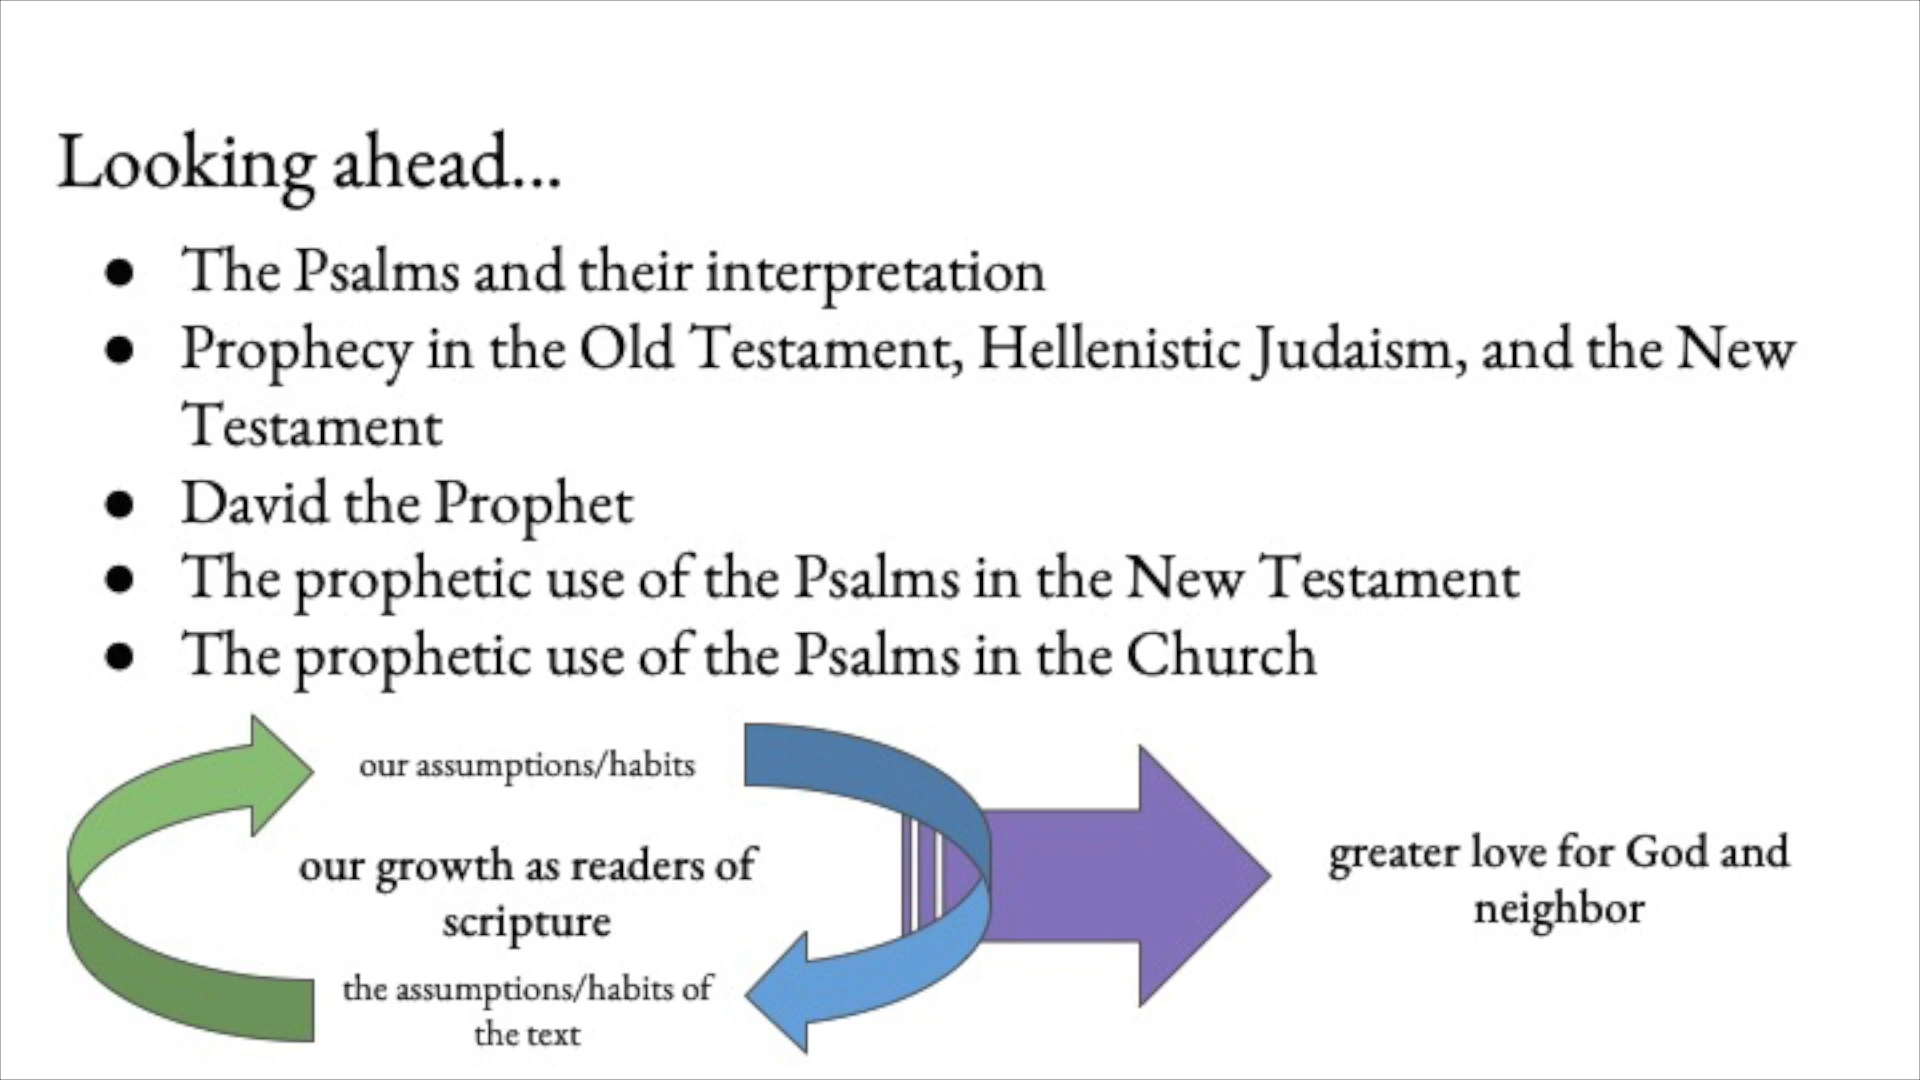 Looking ahead...
● The Psalms and their interpretation
● Prophecy in the Old Testament, Hellenistic Judaism, and the New
Testament
● David the Prophet
● The prophetic use of the Psalms in the New Testament
● The prophetic use of the Psalms in the Church
our assumptions/habits
our growth as readers of
scripture
the assumptions/habits of
the text
greater love for God and
neighbor